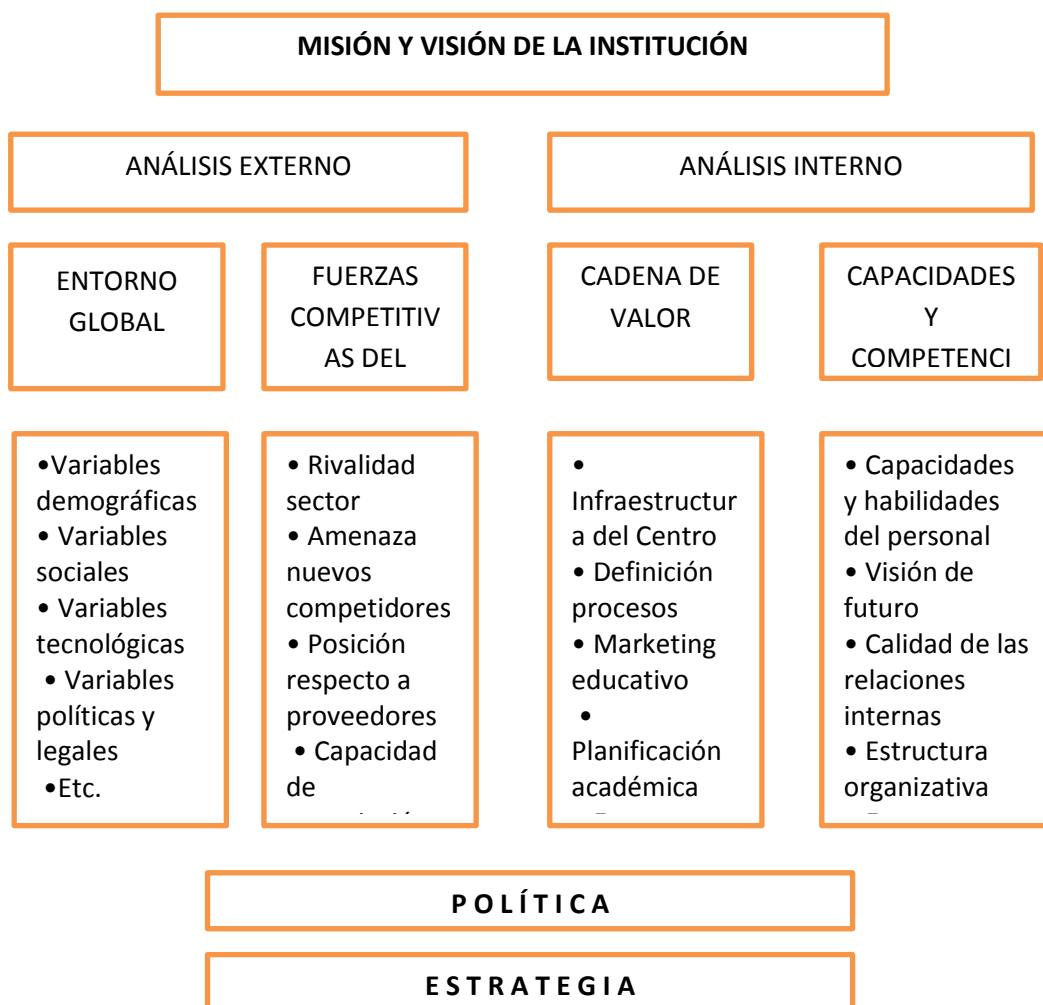 MISIÓN Y VISIÓN DE LA INSTITUCIÓN
ANÁLISIS EXTERNO
ANÁLISIS INTERNO
ENTORNO
GLOBAL
FUERZAS
COMPETITIV
AS DEL
CADENA DE
VALOR
CAPACIDADES
Y
COMPETENCI
•Variables
demográficas
• Variables
sociales
• Variables
tecnológicas
• Variables
políticas y
legales
•Etc.
• Rivalidad
sector
• Amenaza
nuevos
competidores
• Posición
respecto a
proveedores
• Capacidad
de
•
Infraestructur
a del Centro
• Definición
procesos
• Marketing
educativo
•
Planificación
académica
• Capacidades
y habilidades
del personal
• Visión de
futuro
• Calidad de las
relaciones
internas
• Estructura
organizativa
P O L Í T I C A
E S T R A T E G I A